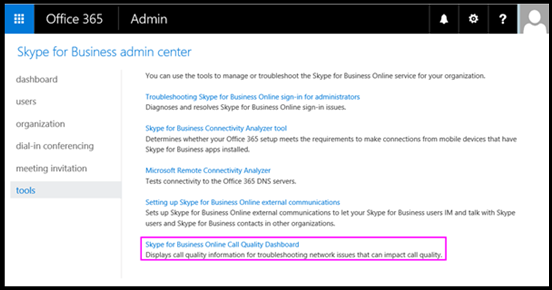 Office 365 Admin ?
Skype for Business admin center
dashboard
users
organization
dial-in conferencing
meeting invitation
tools
You can use the tools to manage or troubleshoot the Skype for Business Online service for your organization.
Troubleshooting Skype for Business Online sign-in for administrators
Diagnoses and resolves Skype for Business Online sign-in issues.
Skype for Business Connectivity Analyzer tool
Determines whether your Office 365 setup meets the requirements to make connections from mobile devices that have
Skype for Business apps installed.
Microsoft Remote Connectivity Analyzer
Tests connectivity to the Office 365 DNS servers.
Setting up Skype for Business Online external communications
Sets up Skype for Business external communications to let your Skype for Business users IM and talk with Skype
users and Skype for Business contacts in other organizations.
Skype for Business Online Call Quality Dashboard
Displays call quality information for troubleshooting network issues that can impact call quality.